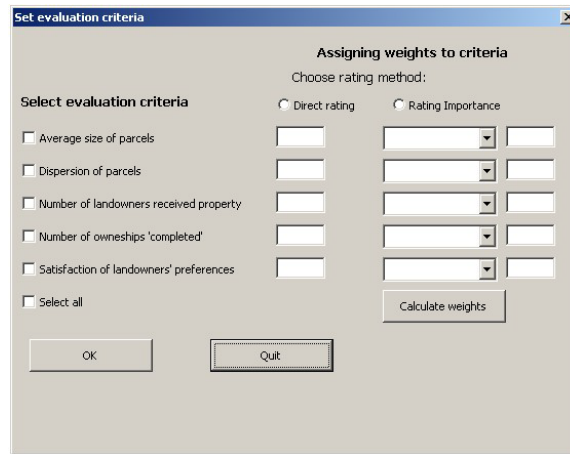 Set evaluation criteria
Assigning weights to criteria
Choose rating method:
Select evaluation criteria
Direct rating
Rating Importance
Average size of parcels
Dispersion of parcels
Number of landowners received property
Number of owneships 'completed'
Satisfaction of landowners' preferences
Select all
Calculate weights
OK
Quit